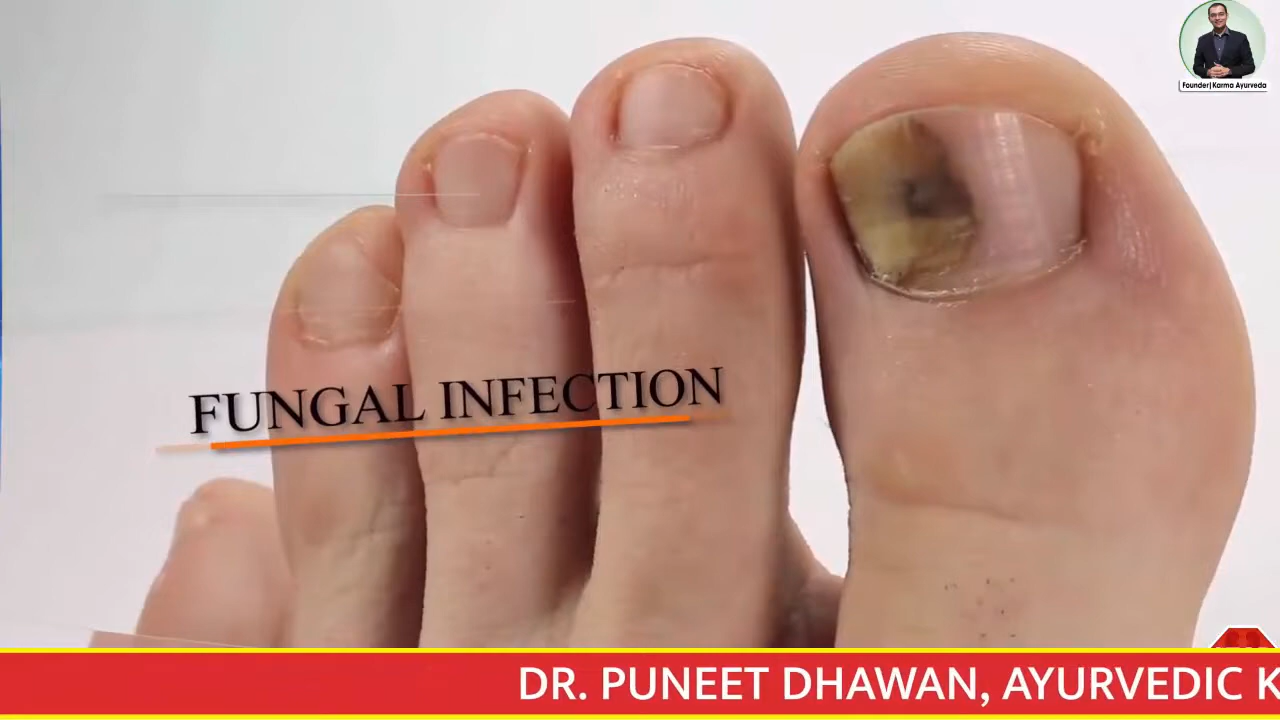 Founder|Karma Ayurveda
FUNGAL INFECTION
DR. PUNEET DHAWAN, AYURVEDIC K